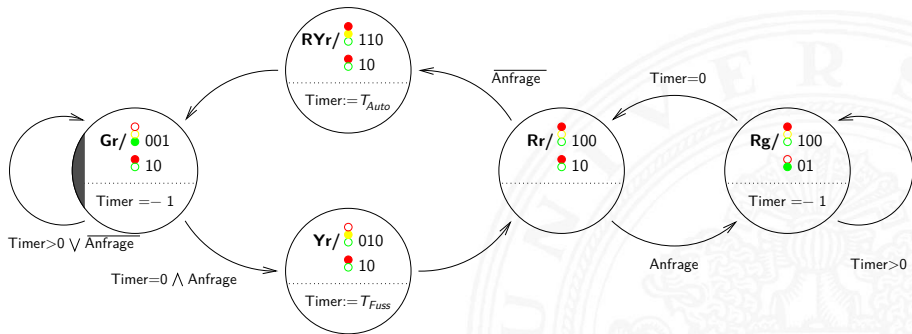 RYr/ 110
10
Timer:= T_Auto
Anfrage
Timer=0
Gr/ 001
10
Timer =− 1
Rr/ 100
10
Rg/ 100
01
Timer =− 1
Timer>0 ⋁ Anfrage
Timer=0 ⋀ Anfrage
Yr/ 010
10
Timer:= T_Fuss
Anfrage
Timer>0
UNIVERS